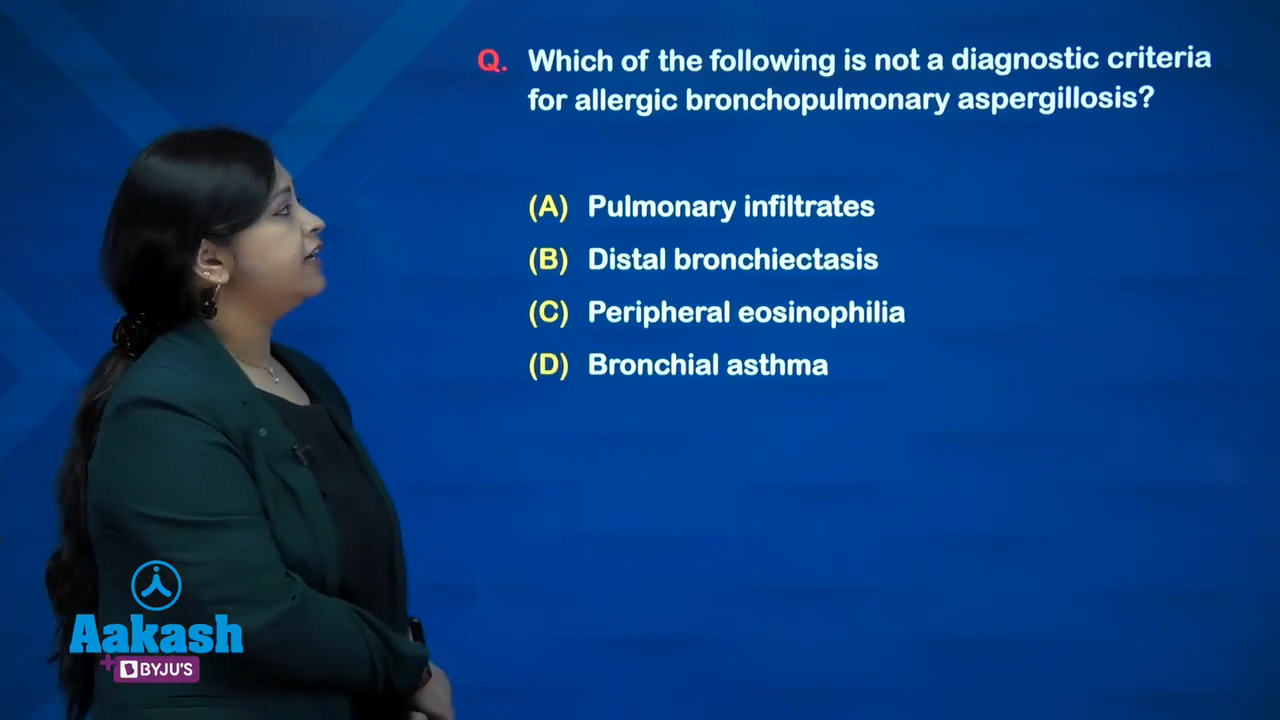 Q. Which of the following is not a diagnostic criteria
for allergic bronchopulmonary aspergillosis?
(A) Pulmonary infiltrates
(B) Distal bronchiectasis
(C) Peripheral eosinophilia
(D) Bronchial asthma
Aakash
+ BYJU'S